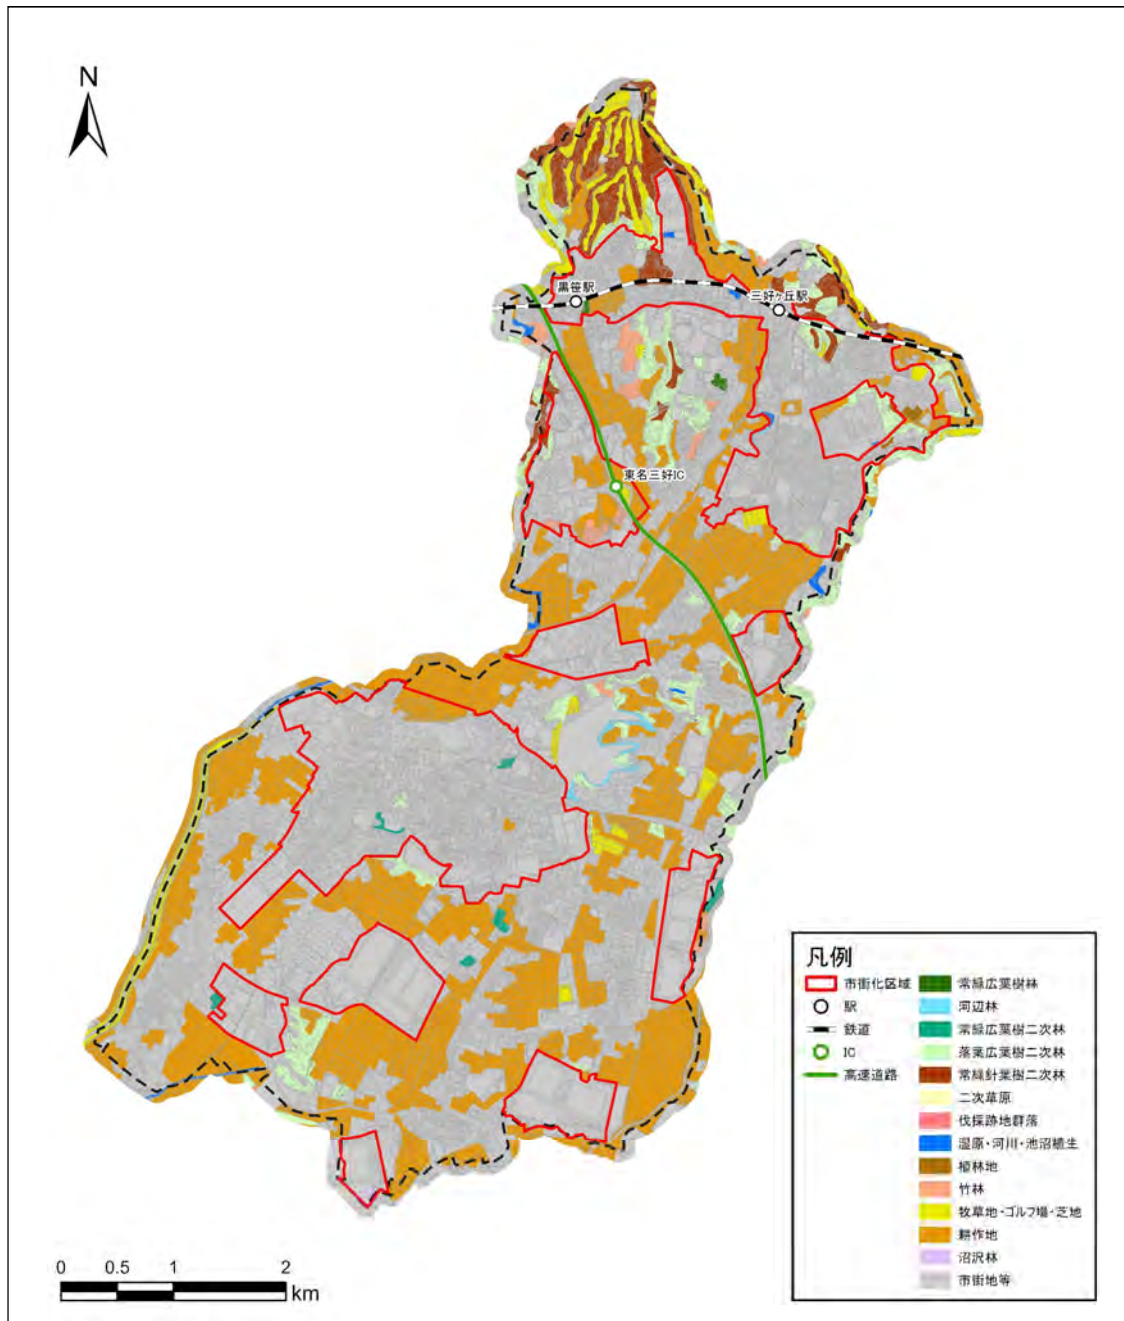 N
黒笹駅
三好ヶ丘駅
東名三好IC
凡例
市街化区域
駅
鉄道
IC
高速道路
常緑広葉樹林
河辺林
常緑広葉樹二次林
落葉広葉樹二次林
常緑針葉樹二次林
二次草原
伐採跡地群落
湿原・河川・池沼植生
植林地
竹林
牧草地・ゴルフ場・芝地
耕作地
沼沢林
市街地等
0 0.5 1 2
km